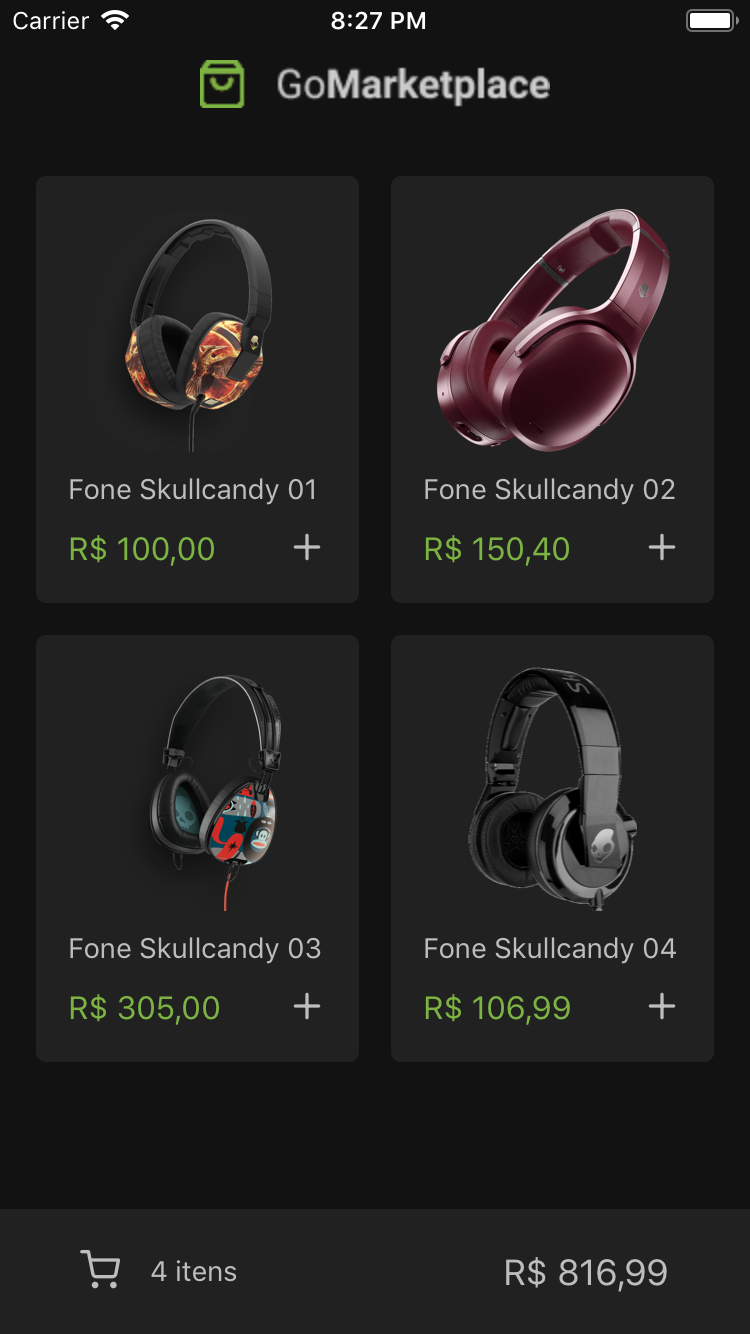 Carrier 8:27 PM
GoMarketplace
Fone Skullcandy 01
R$ 100,00 +
Fone Skullcandy 02
R$ 150,40 +
Fone Skullcandy 03
R$ 305,00 +
Fone Skullcandy 04
R$ 106,99 +
4 itens R$ 816,99